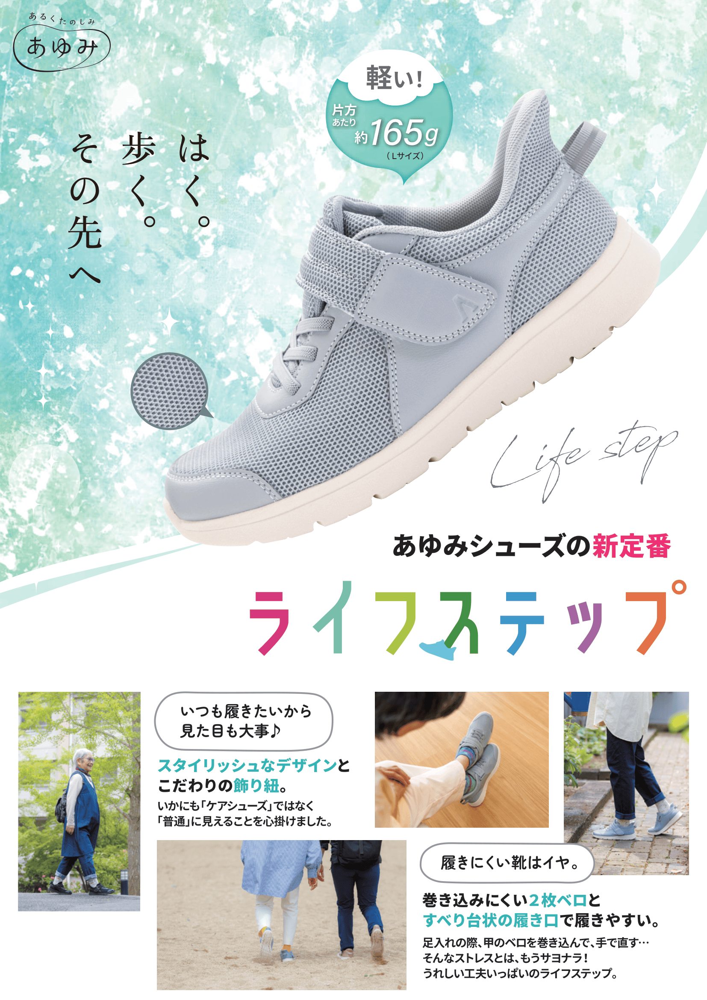 あるくたのしみ
あゆみ
軽い！
片方
あたり
約165g
（Lサイズ）
はく。
歩く。
その先へ
Life step
あゆみシューズの新定番
ライフステップ
いつも履きたいから
見た目も大事♪
スタイリッシュなデザインと
こだわりの飾り紐。
いかにも「ケアシューズ」ではなく
「普通」に見えることを心掛けました。
履きにくい靴はイヤ。
巻き込みにくい2枚ベロと
すべり台状の履き口で履きやすい。
足入れの際、甲のベロを巻き込んで、手で直す…
そんなストレスとは、もうサヨナラ！
うれしい工夫いっぱいのライフステップ。